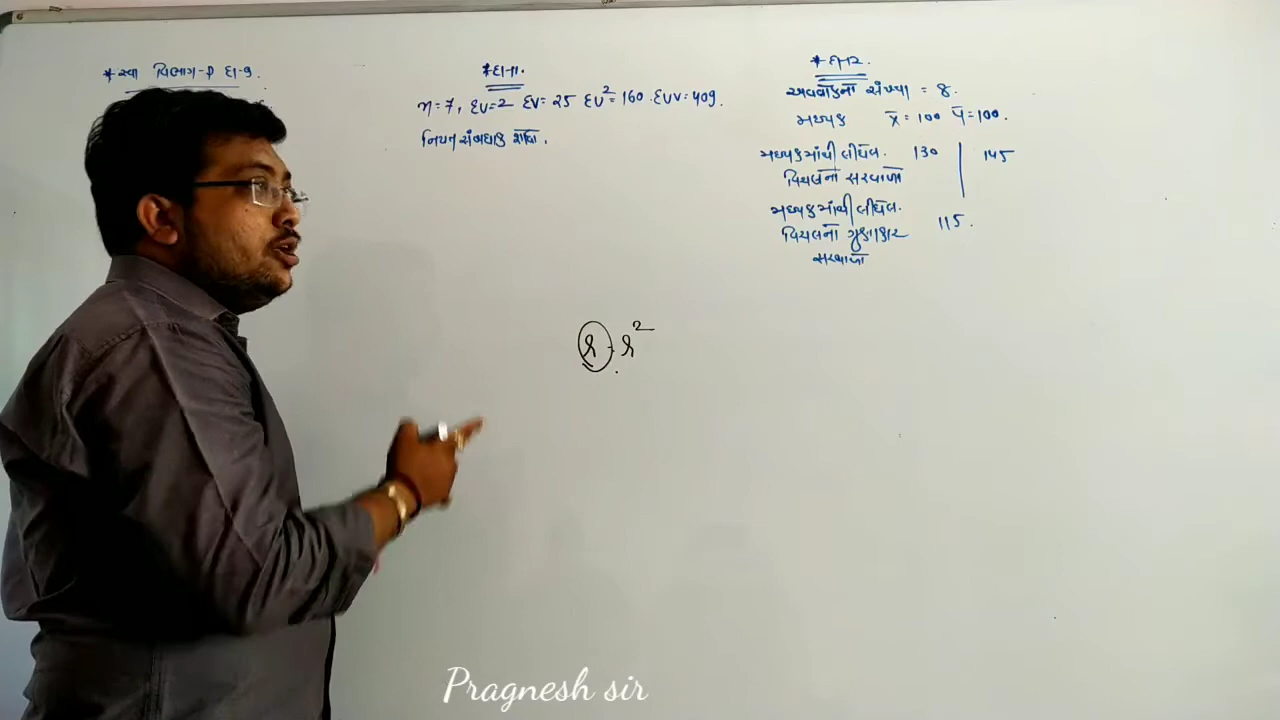 * સ્વા વિભાગ-P દા-9.
* દા-11.
n=7, ΣU=2 ΣV=25 ΣU²=160. ΣUV=409.
નિયત સંબંધાક શોધો.
* દા-12.
અવલોકનો સંખ્યા = 8.
મધ્યક x̄=100 ȳ=100.
મધ્યકમાંથી લીધેલ. 130 | 145
વિચલનો સરવાળો
મધ્યકમાંથી લીધેલ.
વિચલનો ગુણાકાર 115.
સરવાળો
r - r²
Pragnesh sir